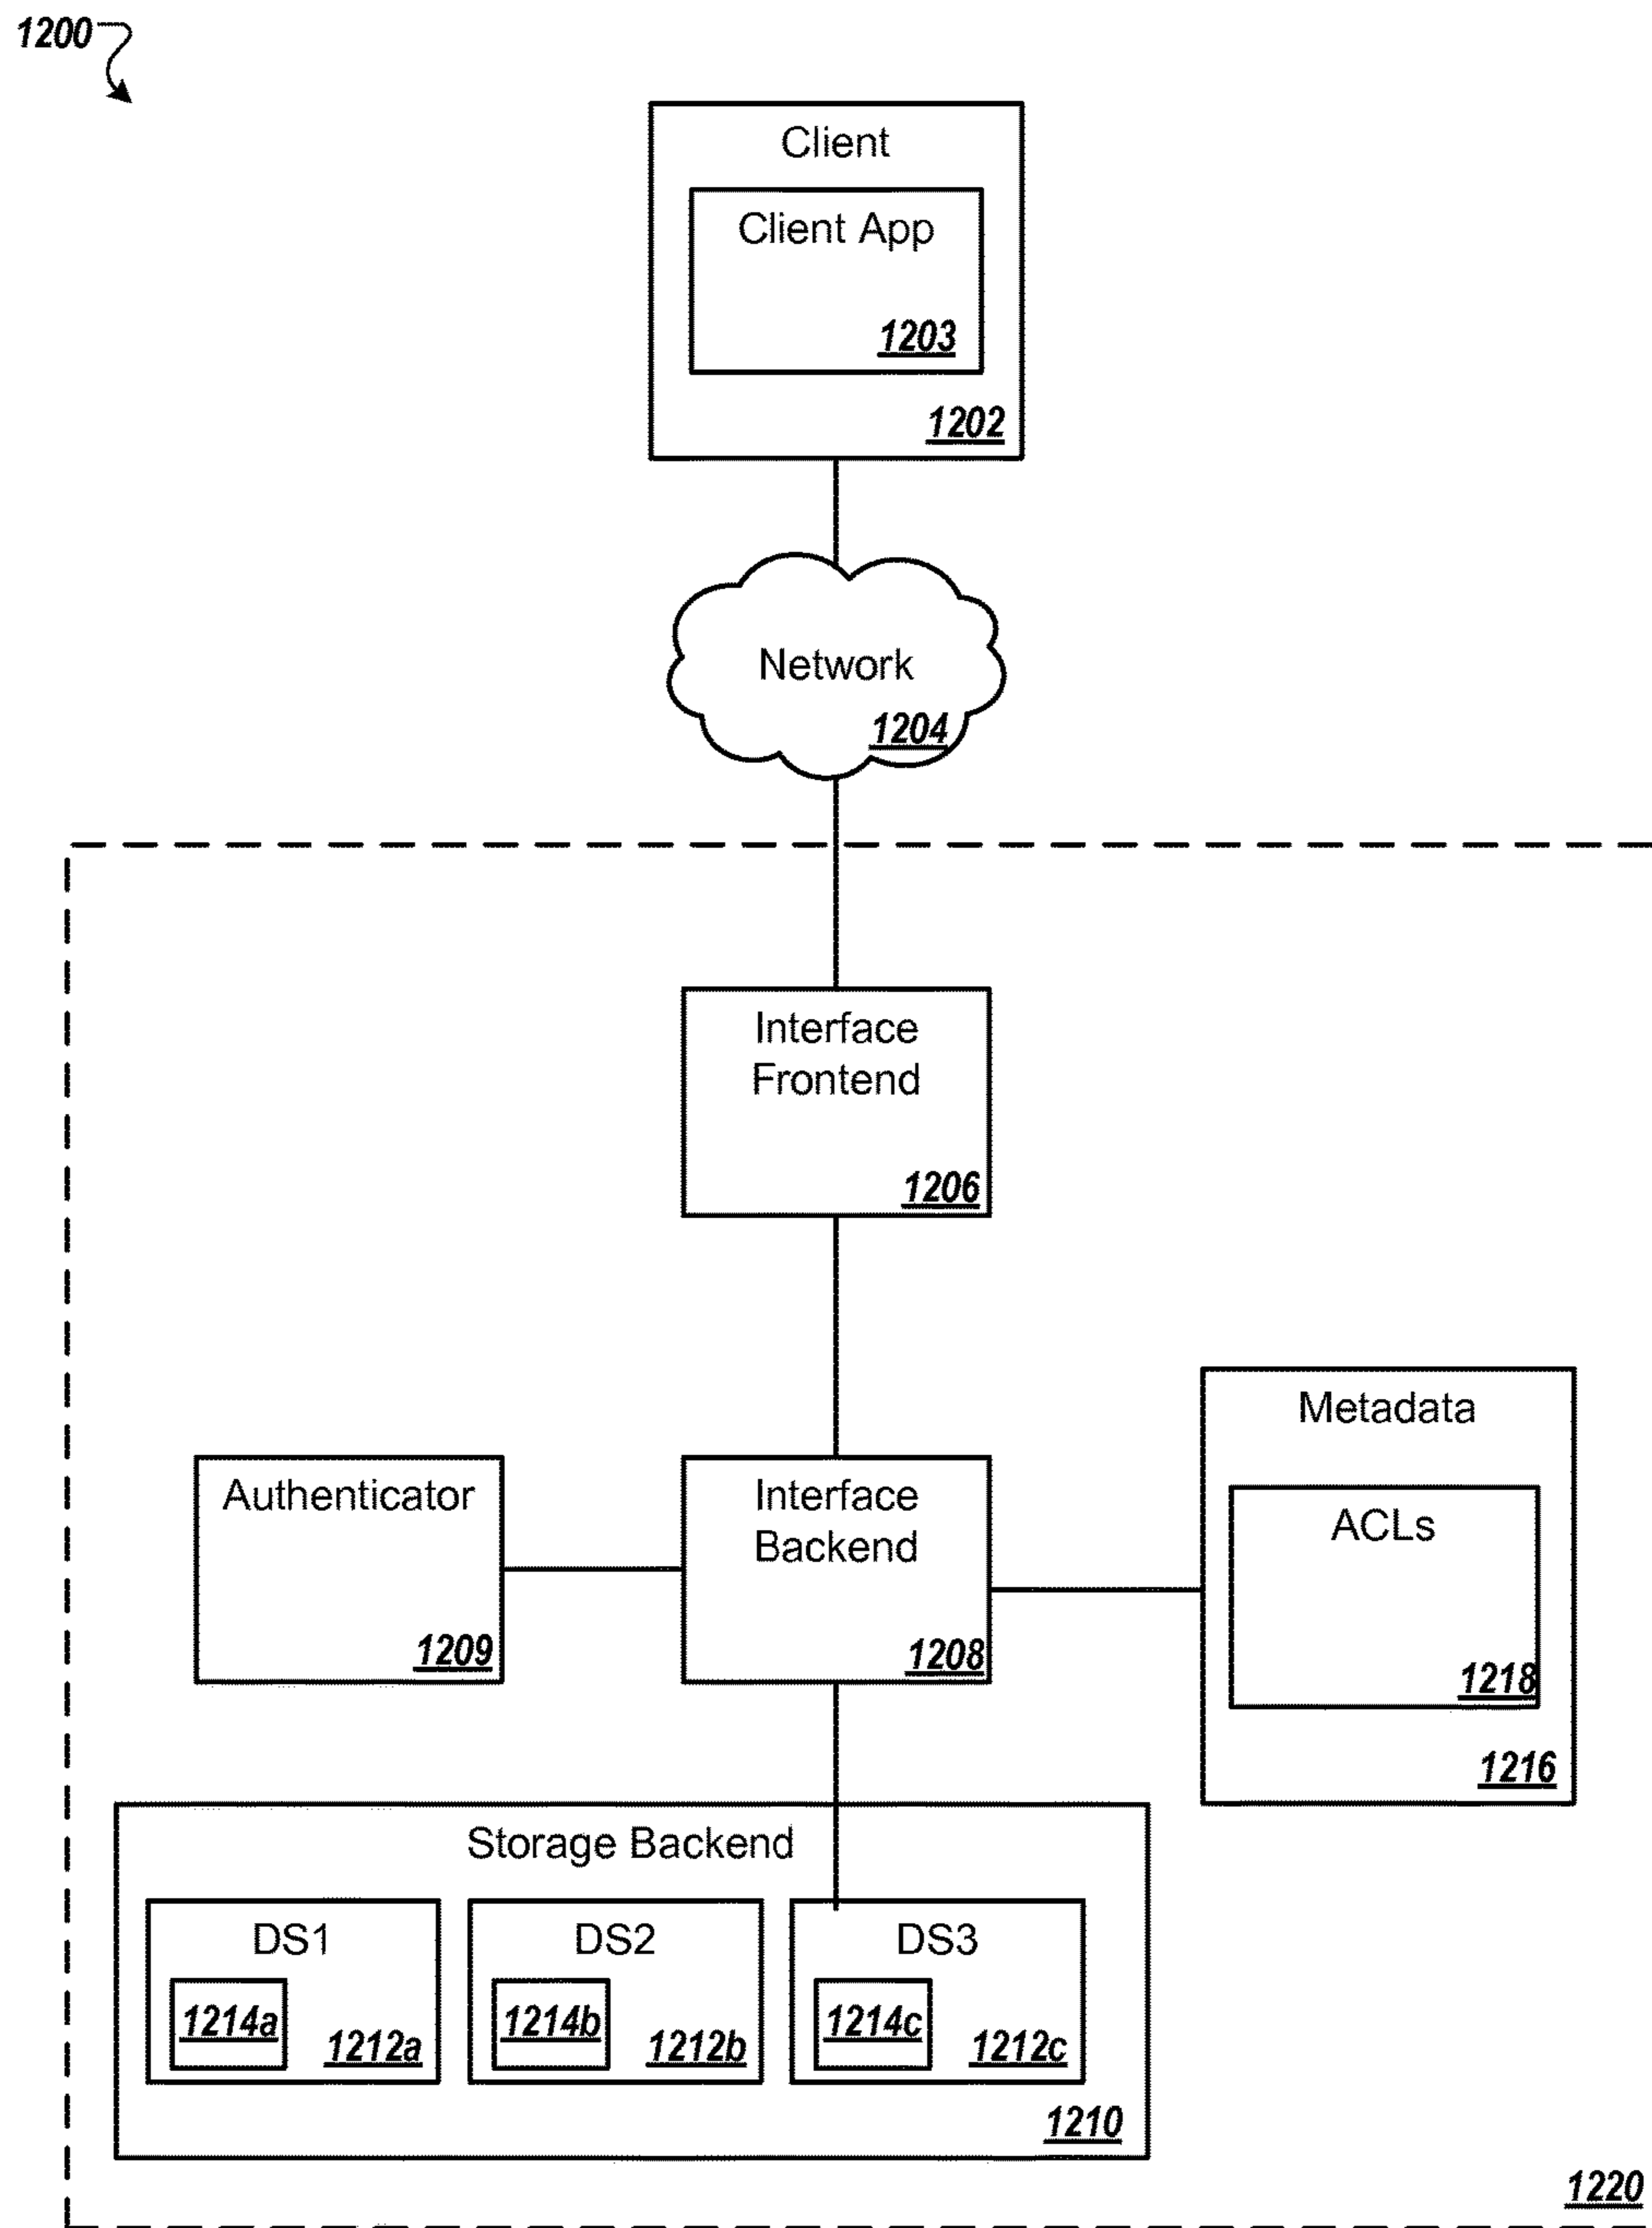 1200
Client
Client App
1203
1202
Network
1204
Interface
Frontend
1206
Metadata
Authenticator
Interface
Backend
ACLs
1209
1208
1218
1216
Storage Backend
DS1
DS2
DS3
1214a
1212a
1214b
1212b
1214c
1212c
1210
1220